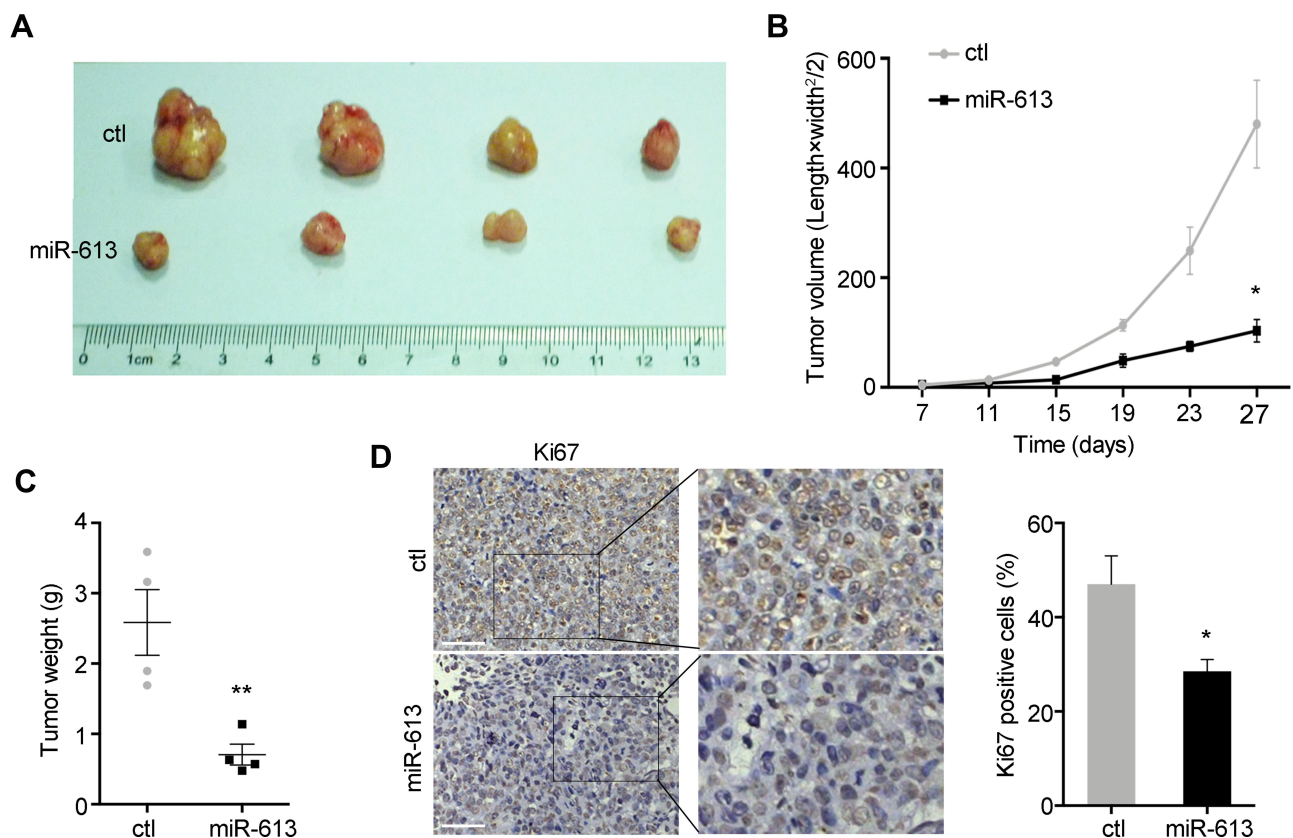 A
ctl
miR-613
0 1cm 2 3 4 5 6 7 8 9 10 11 12 13
B
ctl
miR-613
Tumor volume (Length×width²/2)
600
400
200
0
*
7 11 15 19 23 27
Time (days)
C
Tumor weight (g)
4
3
2
1
0
**
ctl miR-613
D
Ki67
ctl
miR-613
Ki67 positive cells (%)
60
40
20
0
*
ctl miR-613